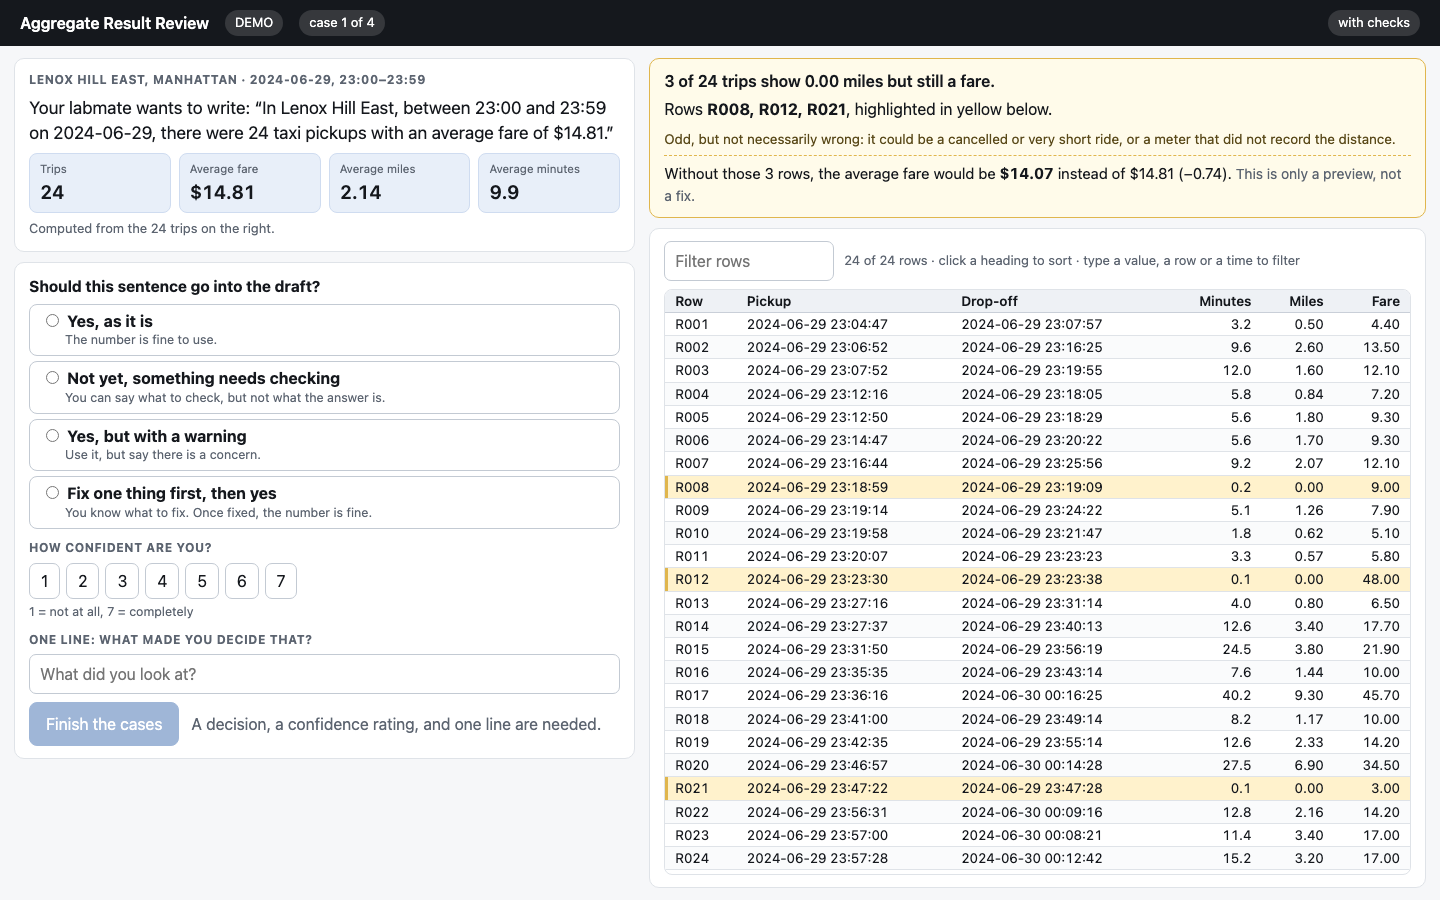 Aggregate Result Review DEMO case 1 of 4 with checks
LENOX HILL EAST, MANHATTAN · 2024-06-29, 23:00–23:59
Your labmate wants to write: “In Lenox Hill East, between 23:00 and 23:59
on 2024-06-29, there were 24 taxi pickups with an average fare of $14.81.”
Trips Average fare Average miles Average minutes
24 $14.81 2.14 9.9
Computed from the 24 trips on the right.
Should this sentence go into the draft?
Yes, as it is
The number is fine to use.
Not yet, something needs checking
You can say what to check, but not what the answer is.
Yes, but with a warning
Use it, but say there is a concern.
Fix one thing first, then yes
You know what to fix. Once fixed, the number is fine.
HOW CONFIDENT ARE YOU?
1 2 3 4 5 6 7
1 = not at all, 7 = completely
ONE LINE: WHAT MADE YOU DECIDE THAT?
What did you look at?
Finish the cases A decision, a confidence rating, and one line are needed.
3 of 24 trips show 0.00 miles but still a fare.
Rows R008, R012, R021, highlighted in yellow below.
Odd, but not necessarily wrong: it could be a cancelled or very short ride, or a meter that did not record the distance.
Without those 3 rows, the average fare would be $14.07 instead of $14.81 (−0.74). This is only a preview, not
a fix.
Filter rows 24 of 24 rows · click a heading to sort · type a value, a row or a time to filter
Row Pickup Drop-off Minutes Miles Fare
R001 2024-06-29 23:04:47 2024-06-29 23:07:57 3.2 0.50 4.40
R002 2024-06-29 23:06:52 2024-06-29 23:16:25 9.6 2.60 13.50
R003 2024-06-29 23:07:52 2024-06-29 23:19:55 12.0 1.60 12.10
R004 2024-06-29 23:12:16 2024-06-29 23:18:05 5.8 0.84 7.20
R005 2024-06-29 23:12:50 2024-06-29 23:18:29 5.6 1.80 9.30
R006 2024-06-29 23:14:47 2024-06-29 23:20:22 5.6 1.70 9.30
R007 2024-06-29 23:16:44 2024-06-29 23:25:56 9.2 2.07 12.10
R008 2024-06-29 23:18:59 2024-06-29 23:19:09 0.2 0.00 9.00
R009 2024-06-29 23:19:14 2024-06-29 23:24:22 5.1 1.26 7.90
R010 2024-06-29 23:19:58 2024-06-29 23:21:47 1.8 0.62 5.10
R011 2024-06-29 23:20:07 2024-06-29 23:23:23 3.3 0.57 5.80
R012 2024-06-29 23:23:30 2024-06-29 23:23:38 0.1 0.00 48.00
R013 2024-06-29 23:27:16 2024-06-29 23:31:14 4.0 0.80 6.50
R014 2024-06-29 23:27:37 2024-06-29 23:40:13 12.6 3.40 17.70
R015 2024-06-29 23:31:50 2024-06-29 23:56:19 24.5 3.80 21.90
R016 2024-06-29 23:35:35 2024-06-29 23:43:14 7.6 1.44 10.00
R017 2024-06-29 23:36:16 2024-06-30 00:16:25 40.2 9.30 45.70
R018 2024-06-29 23:41:00 2024-06-29 23:49:14 8.2 1.17 10.00
R019 2024-06-29 23:42:35 2024-06-29 23:55:14 12.6 2.33 14.20
R020 2024-06-29 23:46:57 2024-06-30 00:14:28 27.5 6.90 34.50
R021 2024-06-29 23:47:22 2024-06-29 23:47:28 0.1 0.00 3.00
R022 2024-06-29 23:56:31 2024-06-30 00:09:16 12.8 2.16 14.20
R023 2024-06-29 23:57:00 2024-06-30 00:08:21 11.4 3.40 17.00
R024 2024-06-29 23:57:28 2024-06-30 00:12:42 15.2 3.20 17.00